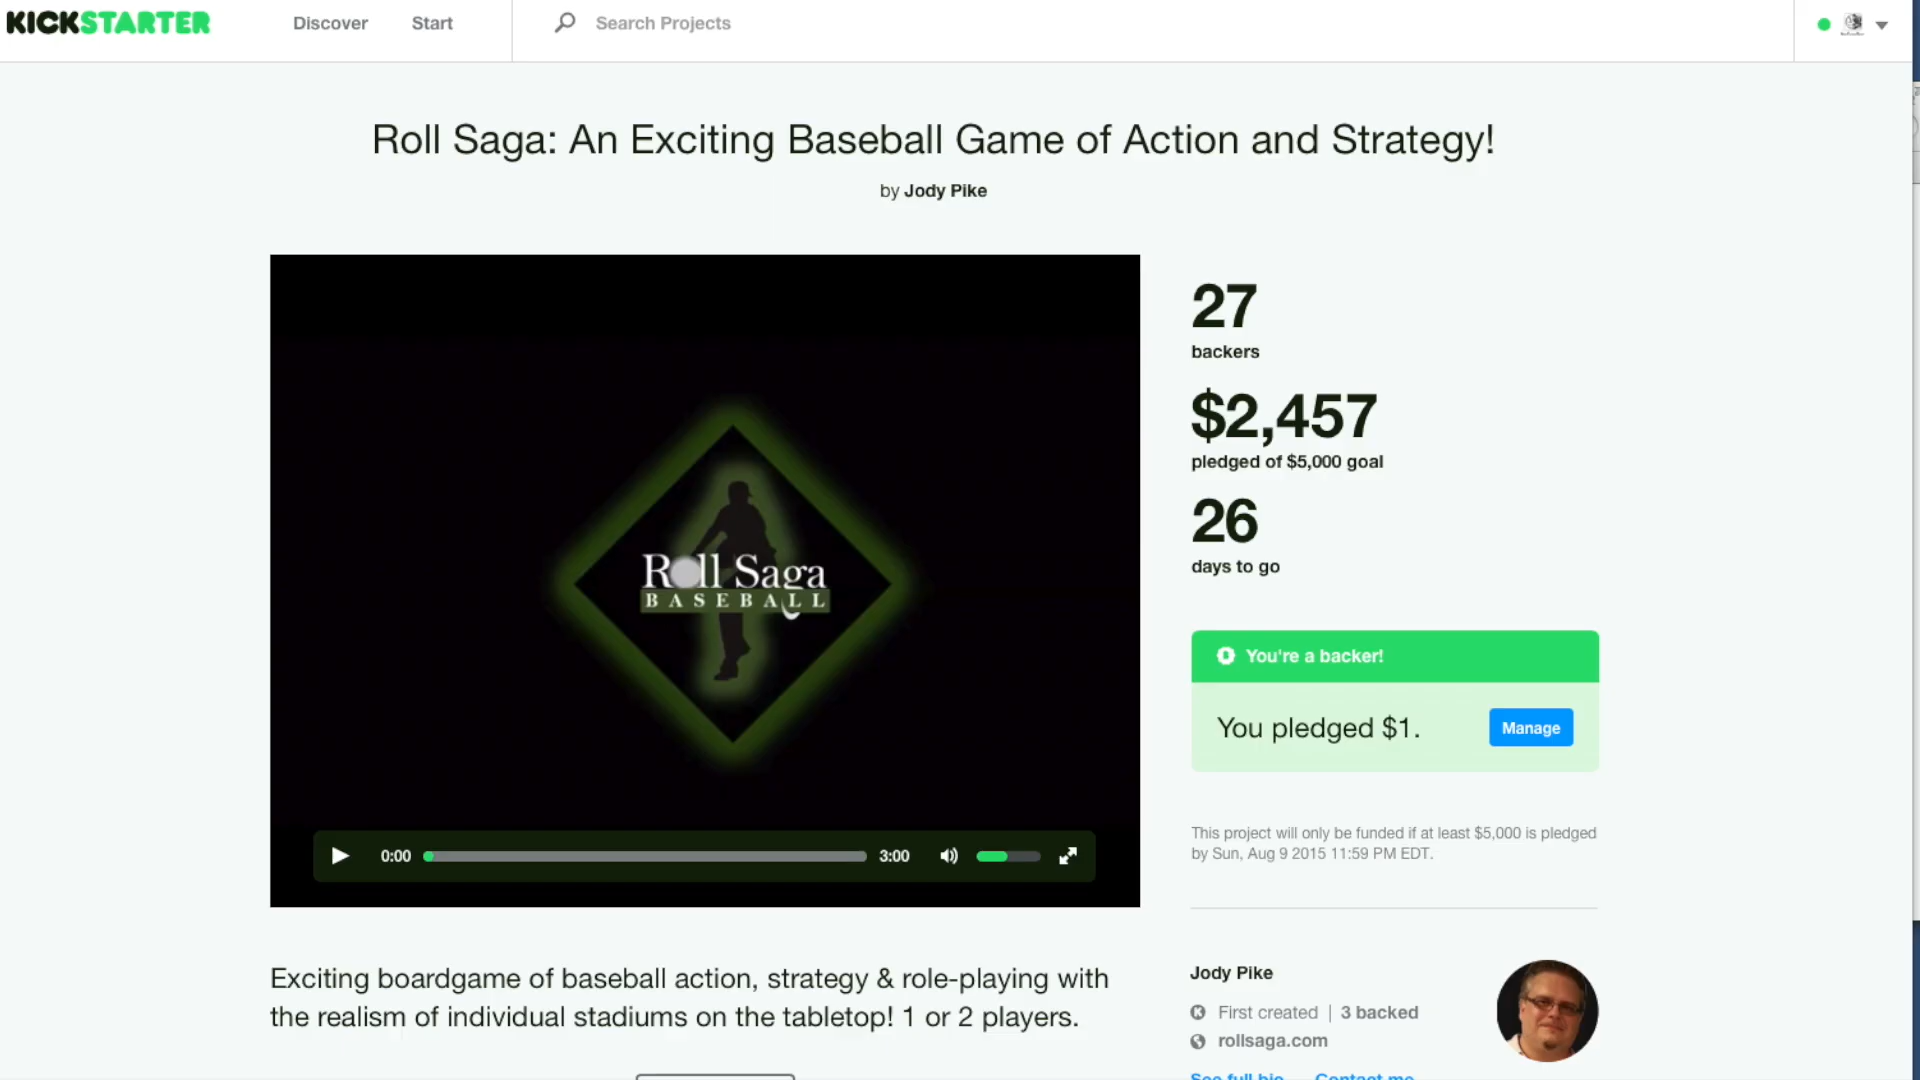 KICKSTARTER Discover Start Search Projects
Roll Saga: An Exciting Baseball Game of Action and Strategy!
by Jody Pike
Roll Saga
BASEBALL
0:00 3:00
27
backers
$2,457
pledged of $5,000 goal
26
days to go
You're a backer!
You pledged $1. Manage
This project will only be funded if at least $5,000 is pledged
by Sun, Aug 9 2015 11:59 PM EDT.
Exciting boardgame of baseball action, strategy & role-playing with
the realism of individual stadiums on the tabletop! 1 or 2 players.
Jody Pike
First created | 3 backed
rollsaga.com
See full bio Contact me